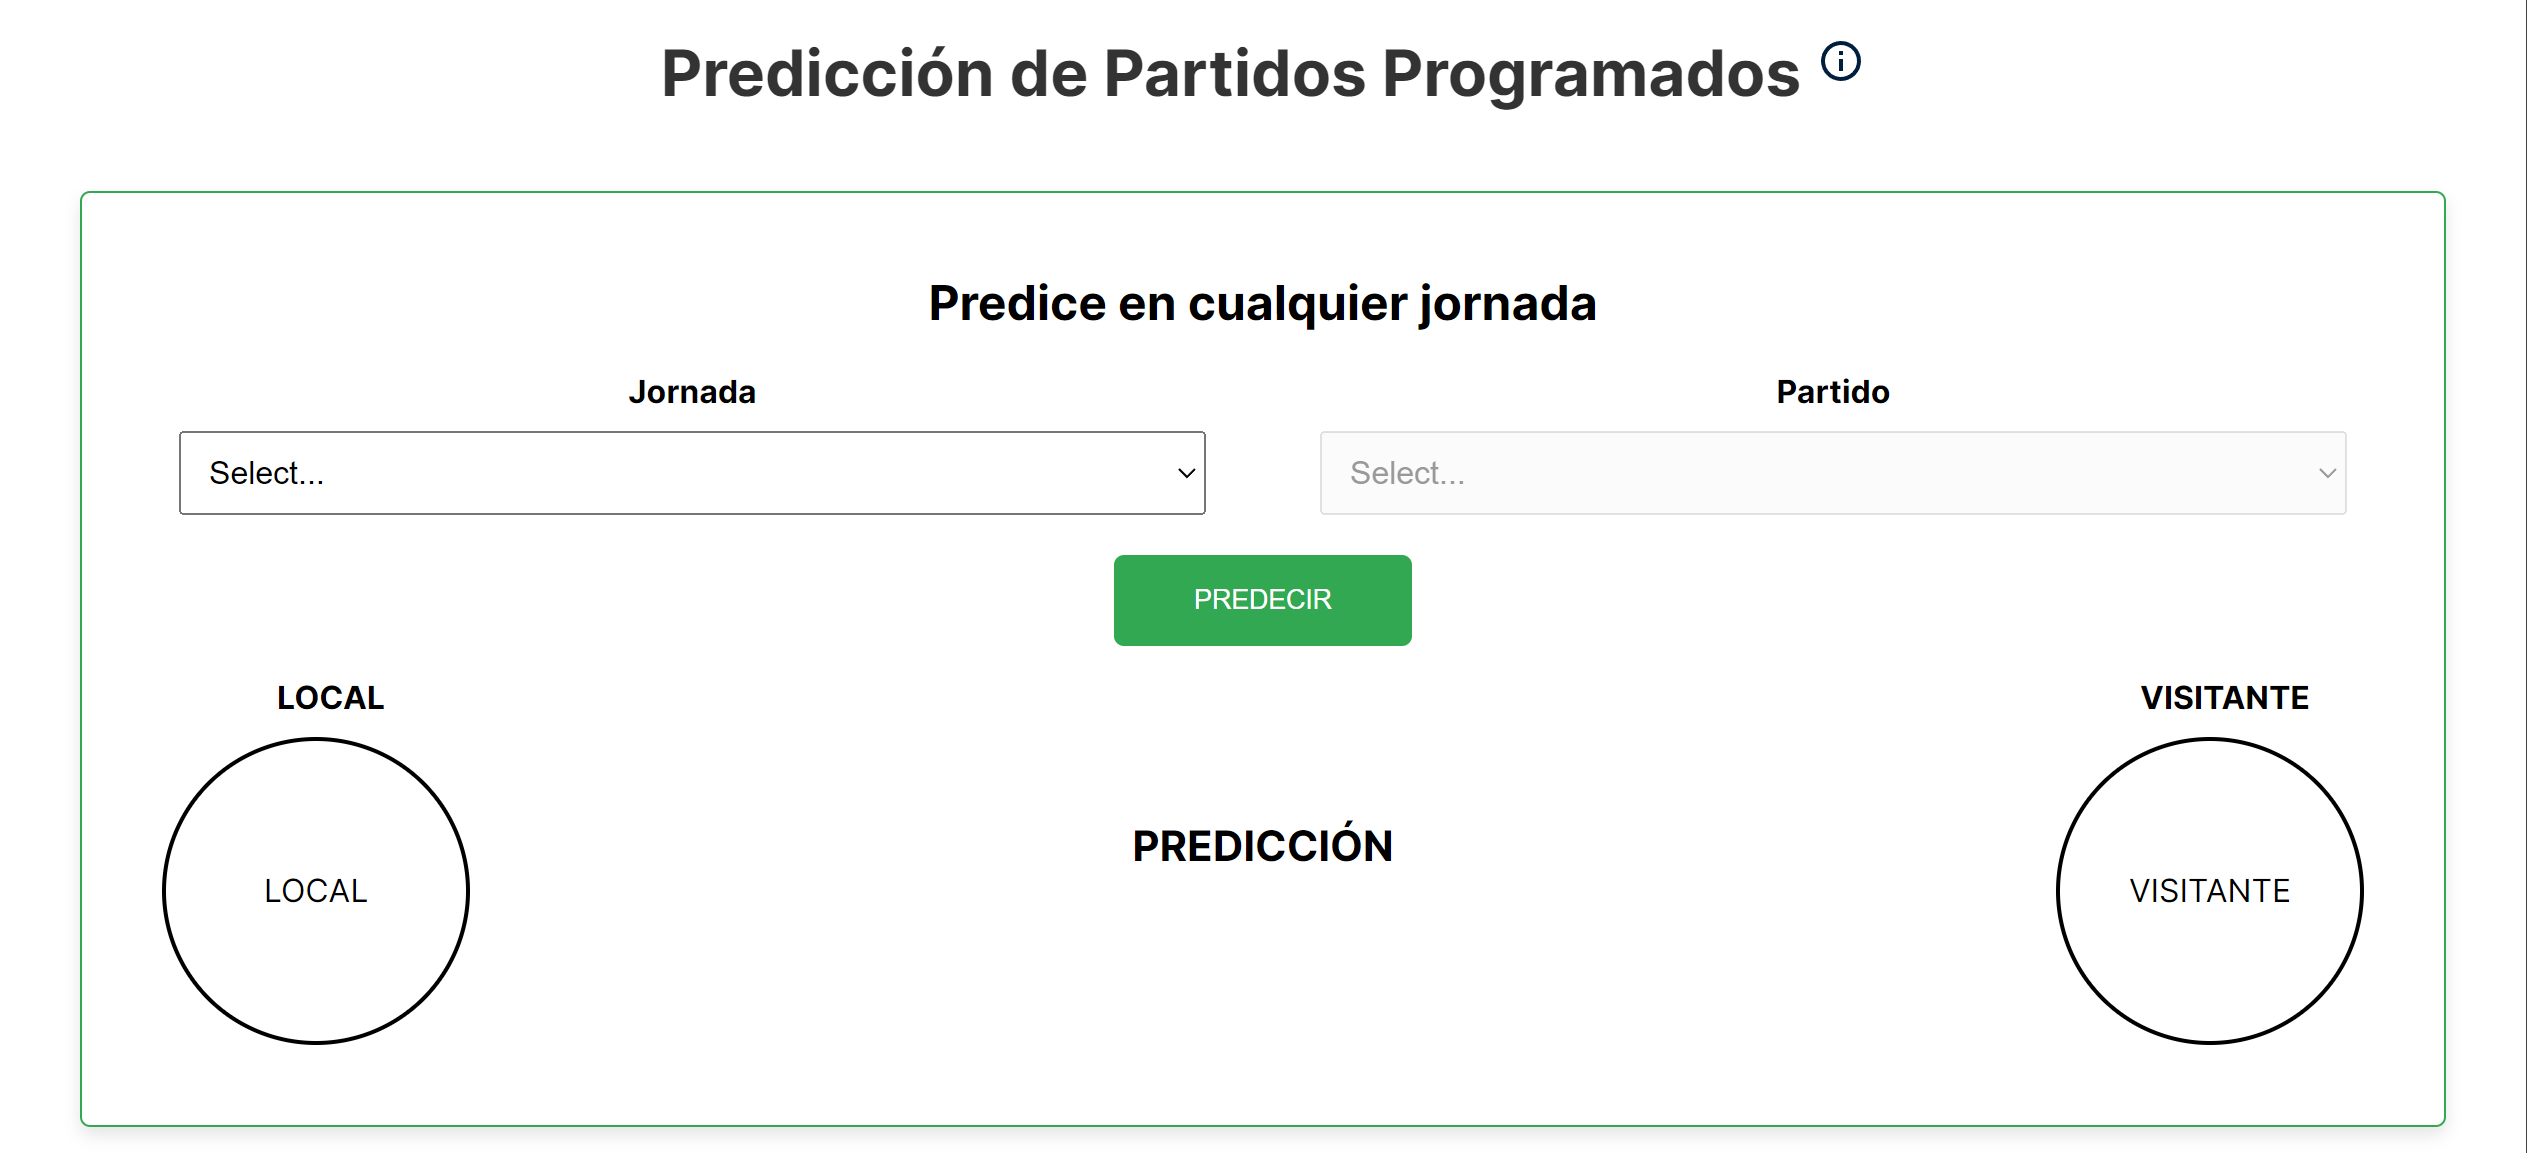 Predicción de Partidos Programados
Predice en cualquier jornada
Jornada
Partido
Select...
Select...
PREDECIR
LOCAL
VISITANTE
LOCAL
PREDICCIÓN
VISITANTE